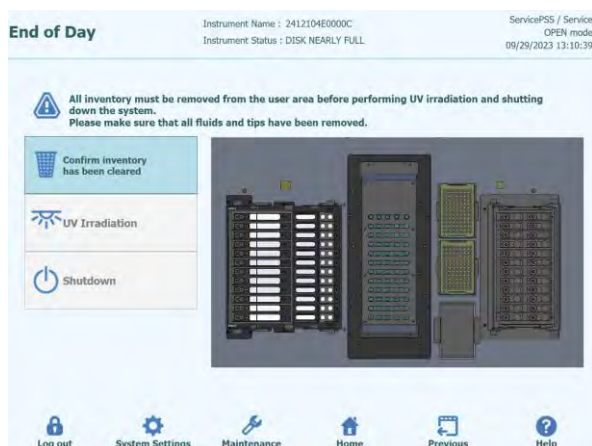 End of Day
Instrument Name : 2412104E0000C
Instrument Status : DISK NEARLY FULL
ServicePSS / Service
OPEN mode
09/29/2023 13:10:39
All inventory must be removed from the user area before performing UV irradiation and shutting
down the system.
Please make sure that all fluids and tips have been removed.
Confirm inventory
has been cleared
UV Irradiation
Shutdown
Log out
System Settings
Maintenance
Home
Previous
Help